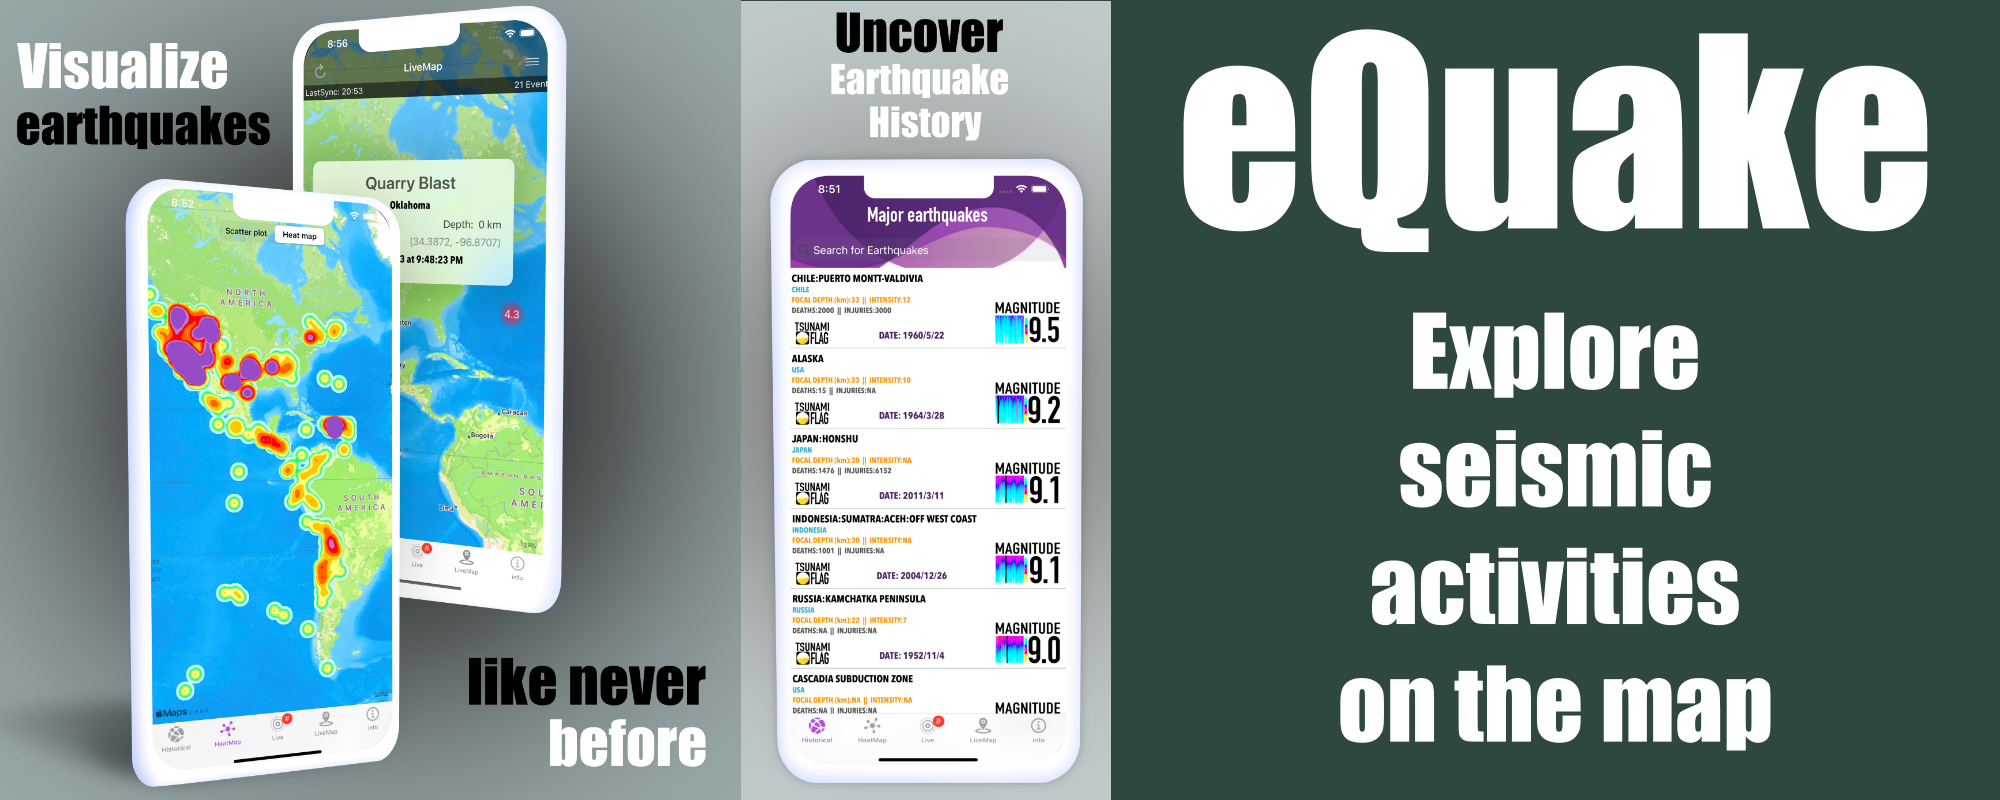 Visualize
earthquakes
8:56
LiveMap
LastSync: 20:53
21 Event
Quarry Blast
Oklahoma
Depth: 0 km
(34.3872, -96.8707)
3 at 9:48:23 PM
4.3
Caracas
Bogotá
AMAZON BAS
SOU
AMER
Lima
Legal
Live
LiveMap
info
8:52
Scatter plot
Heat map
NORTH
AMERICA
SOUTH
AMERICA
Maps
Historical
HeatMap
#
Live
LiveMap
info
like never
before
Uncover
Earthquake
History
8:51
Major earthquakes
Search for Earthquakes
CHILE:PUERTO MONTT-VALDIVIA
CHILE
FOCAL DEPTH (km):33 || INTENSITY:12
DEATHS:2000 || INJURIES:3000
TSUNAMI
FLAG
DATE: 1960/5/22
MAGNITUDE
9.5
ALASKA
USA
FOCAL DEPTH (km):33 || INTENSITY:10
DEATHS:15 || INJURIES:NA
TSUNAMI
FLAG
DATE: 1964/3/28
MAGNITUDE
9.2
JAPAN:HONSHU
JAPAN
FOCAL DEPTH (km):30 || INTENSITY:NA
DEATHS:1476 || INJURIES:6152
TSUNAMI
FLAG
DATE: 2011/3/11
MAGNITUDE
9.1
INDONESIA:SUMATRA:ACEH:OFF WEST COAST
INDONESIA
FOCAL DEPTH (km):30 || INTENSITY:NA
DEATHS:1001 || INJURIES:NA
TSUNAMI
FLAG
DATE: 2004/12/26
MAGNITUDE
9.1
RUSSIA:KAMCHATKA PENINSULA
RUSSIA
FOCAL DEPTH (km):22 || INTENSITY:7
DEATHS:NA || INJURIES:NA
TSUNAMI
FLAG
DATE: 1952/11/4
MAGNITUDE
9.0
CASCADIA SUBDUCTION ZONE
USA
FOCAL DEPTH (km):NA || INTENSITY:NA
DEATHS:NA || INJURIES:NA
MAGNITUDE
Historical
HeatMap
#
Live
LiveMap
info
eQuake
Explore
seismic
activities
on the map